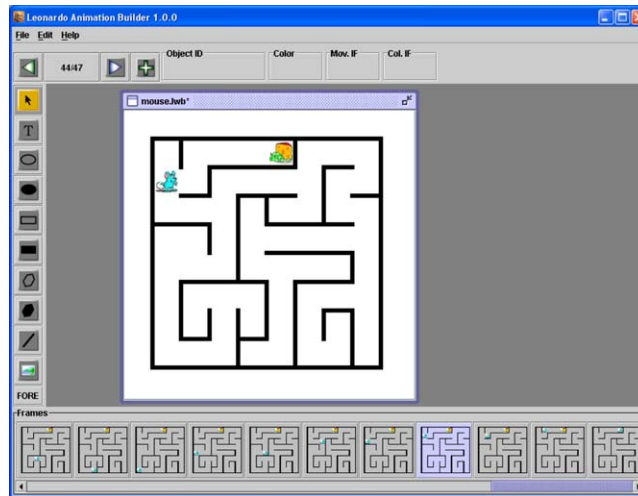 Leonardo Animation Builder 1.0.0
File Edit Help
44/47
Object ID
Color
Mov. IF
Col. IF
mouse.lwb*
T
FORE
Frames